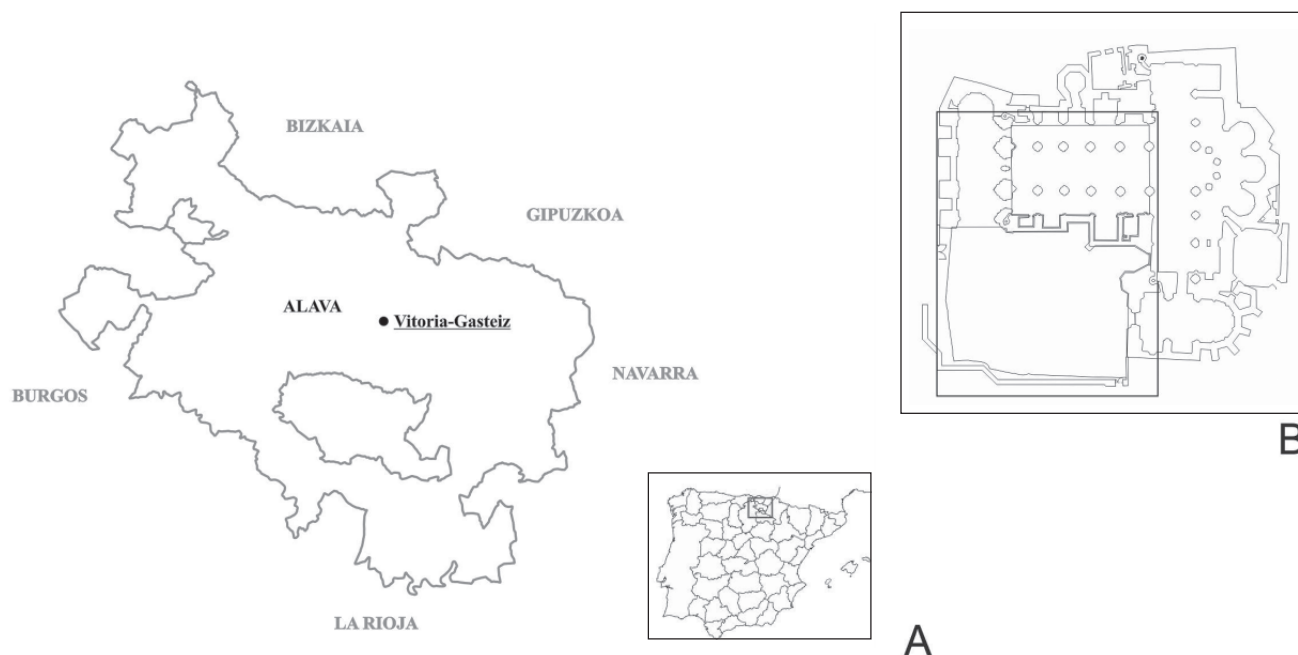 BIZKAIA
GIPUZKOA
ALAVA
Vitoria-Gasteiz
NAVARRA
BURGOS
LA RIOJA
A
B